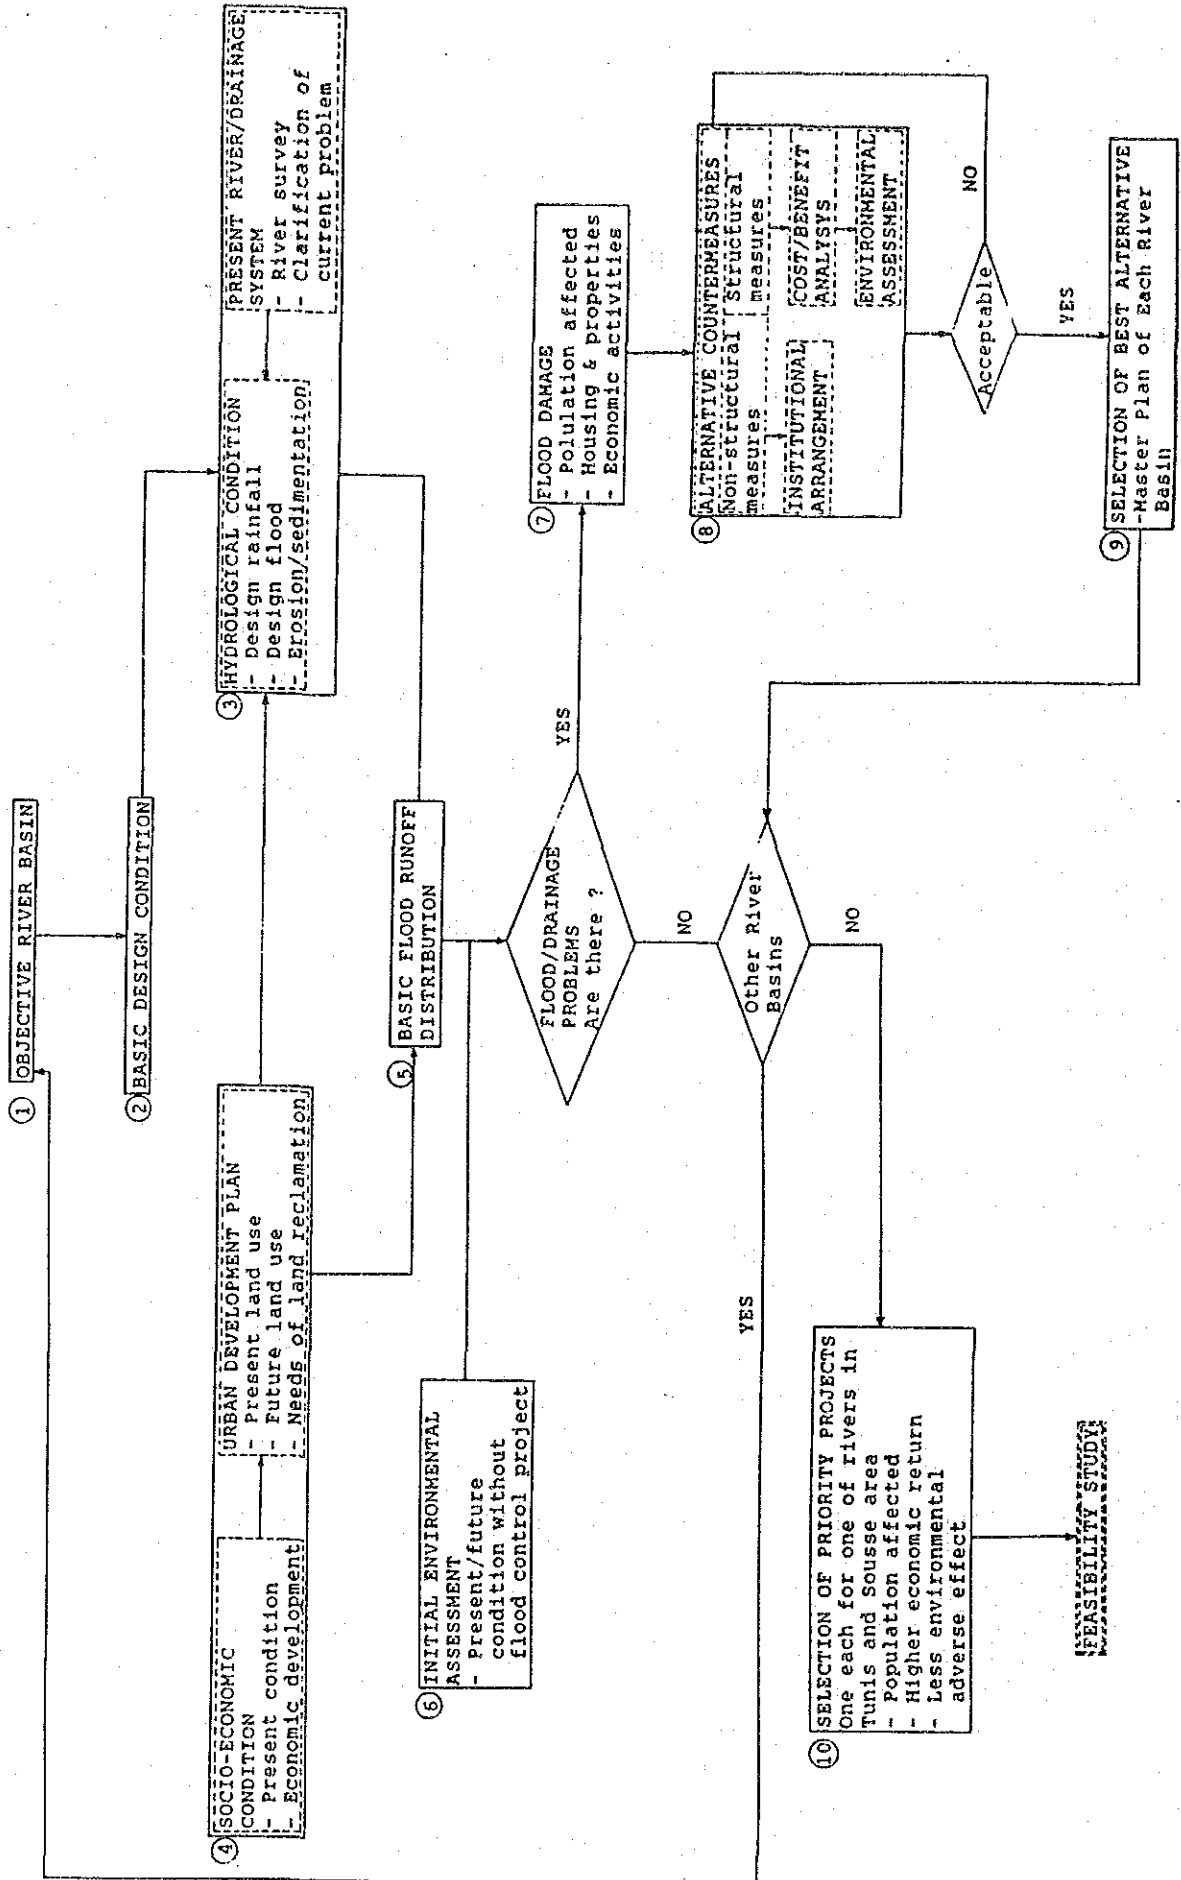 ① OBJECTIVE RIVER BASIN
② BASIC DESIGN CONDITION
③ HYDROLOGICAL CONDITION
- Design rainfall
- Design flood
- Erosion/sedimentation
PRESENT RIVER/DRAINAGE
SYSTEM
- River survey
- Clarification of
current problem
④ SOCIO-ECONOMIC
CONDITION
- Present condition
- Economic development
URBAN DEVELOPMENT PLAN
- Present land use
- Future land use
- Needs of land reclamation
⑤ BASIC FLOOD RUNOFF
DISTRIBUTION
⑥ INITIAL ENVIRONMENTAL
ASSESSMENT
- Present/future
condition without
flood control project
FLOOD/DRAINAGE
PROBLEMS
Are there ?
YES
NO
⑦ FLOOD DAMAGE
- Polulation affected
- Housing & properties
- Economic activities
⑧ ALTERNATIVE COUNTERMEASURES
Non-structural
measures
Structural
measures
INSTITUTIONAL
ARRANGEMENT
COST/BENEFIT
ANALYSYS
ENVIRONMENTAL
ASSESSMENT
Acceptable
NO
YES
⑨ SELECTION OF BEST ALTERNATIVE
-Master Plan of Each River
Basin
Other River
Basins
YES
NO
⑩ SELECTION OF PRIORITY PROJECTS
One each for one of rivers in
Tunis and Sousse area
- Population affected
- Higher economic return
- Less environmental
adverse effect
FEASIBILITY STUDY